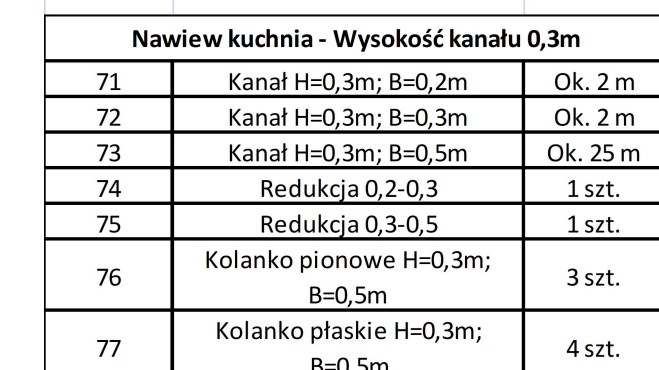 Nawiew kuchnia - Wysokość kanału 0,3m
71 Kanał H=0,3m; B=0,2m Ok. 2 m
72 Kanał H=0,3m; B=0,3m Ok. 2 m
73 Kanał H=0,3m; B=0,5m Ok. 25 m
74 Redukcja 0,2-0,3 1 szt.
75 Redukcja 0,3-0,5 1 szt.
76 Kolanko pionowe H=0,3m; 3 szt.
B=0,5m
77 Kolanko płaskie H=0,3m; 4 szt.
B=0,5m